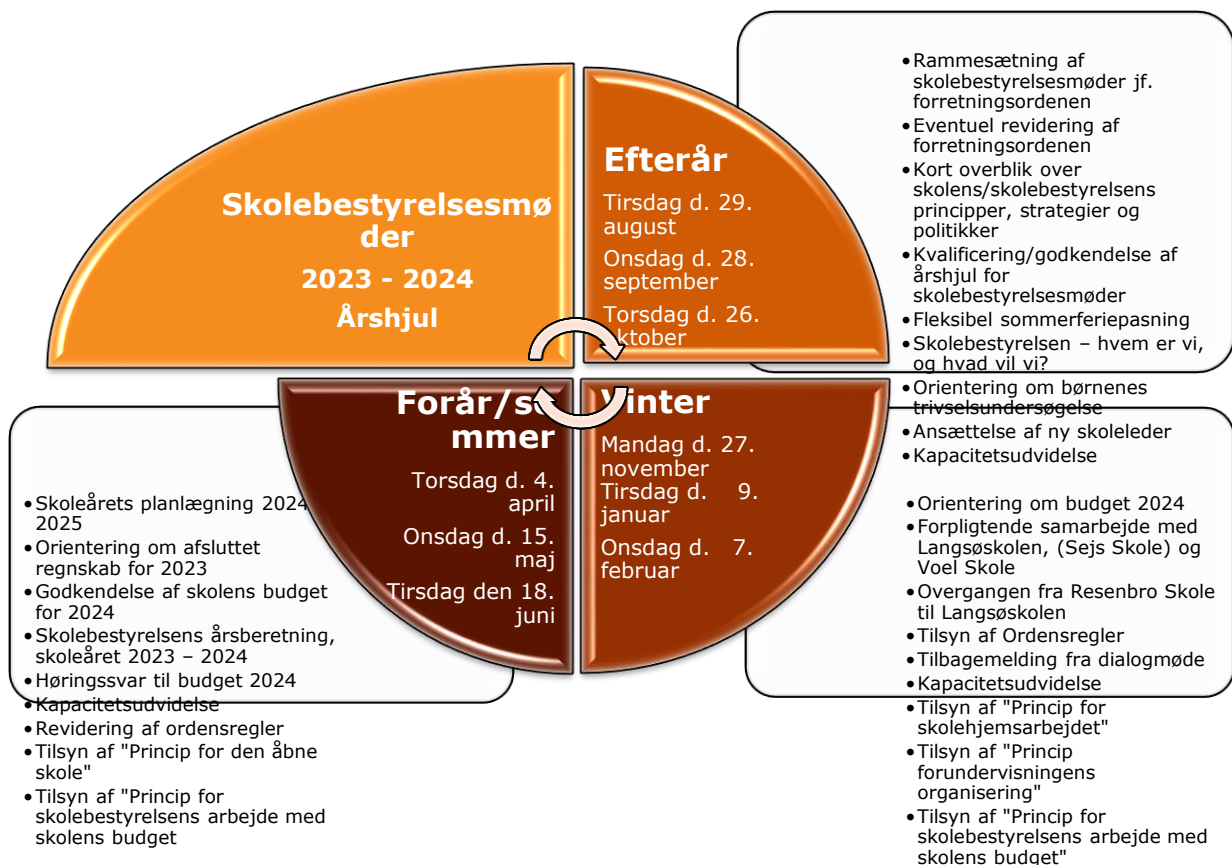 Skolebestyrelsesmø
der
2023 - 2024
Årshjul
Efterår
Tirsdag d. 29.
august
Onsdag d. 28.
september
Torsdag d. 26.
oktober
•Rammesætning af
skolebestyrelsesmøder jf.
forretningsordenen
•Eventuel revidering af
forretningsordenen
•Kort overblik over
skolens/skolebestyrelsens
principper, strategier og
politikker
•Kvalificering/godkendelse af
årshjul for
skolebestyrelsesmøder
•Fleksibel sommerferiepasning
•Skolebestyrelsen – hvem er vi,
og hvad vil vi?
•Orientering om børnenes
trivselsundersøgelse
•Ansættelse af ny skoleleder
•Kapacitetsudvidelse
Vinter
Mandag d. 27.
november
Tirsdag d. 9.
januar
Onsdag d. 7.
februar
•Orientering om budget 2024
•Forpligtende samarbejde med
Langsøskolen, (Sejs Skole) og
Voel Skole
•Overgangen fra Resenbro Skole
til Langsøskolen
•Tilsyn af Ordensregler
•Tilbagemelding fra dialogmøde
•Kapacitetsudvidelse
•Tilsyn af "Princip for
skolehjemsarbejdet"
•Tilsyn af "Princip
forundervisningens
organisering"
•Tilsyn af "Princip for
skolebestyrelsens arbejde med
skolens budget"
Forår/so
mmer
Torsdag d. 4.
april
Onsdag d. 15.
maj
Tirsdag den 18.
juni
•Skoleårets planlægning 2024
2025
•Orientering om afsluttet
regnskab for 2023
•Godkendelse af skolens budget
for 2024
•Skolebestyrelsens årsberetning,
skoleåret 2023 – 2024
•Høringssvar til budget 2024
•Kapacitetsudvidelse
•Revidering af ordensregler
•Tilsyn af "Princip for den åbne
skole"
•Tilsyn af "Princip for
skolebestyrelsens arbejde med
skolens budget